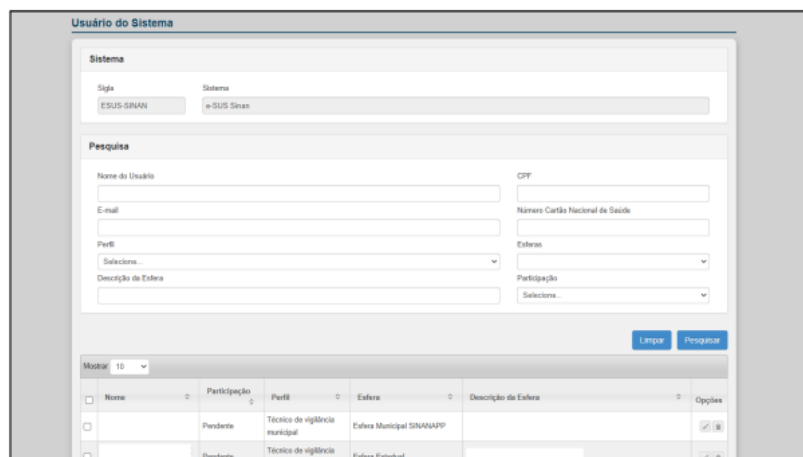 Usuário do Sistema
Sistema
Sigla Sistema
ESUS-SINAN e-SUS Sinan
Pesquisa
Nome do Usuário CPF
E-mail Número Cartão Nacional de Saúde
Perfil Esferas
Selecione...
Descrição da Esfera Participação
Selecione...
Limpar Pesquisar
Mostrar 10
Nome Participação Perfil Esfera Descrição da Esfera Opções
Pendente Técnico de vigilância municipal Esfera Municipal SINANAPP
Pendente Técnico de vigilância Esfera Estadual